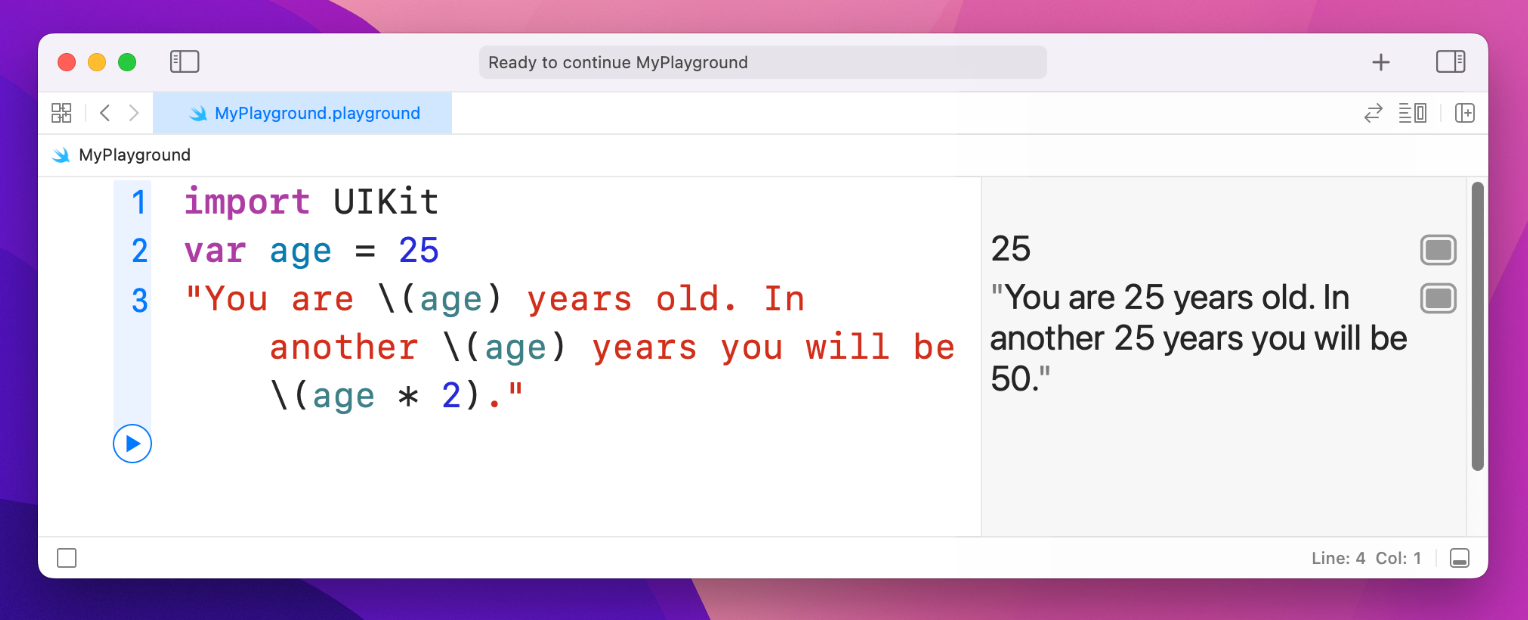 Ready to continue MyPlayground
MyPlayground.playground
MyPlayground
1 import UIKit
2 var age = 25
3 "You are \(age) years old. In
another \(age) years you will be
\(age * 2)."
25
"You are 25 years old. In
another 25 years you will be
50."
Line: 4 Col: 1